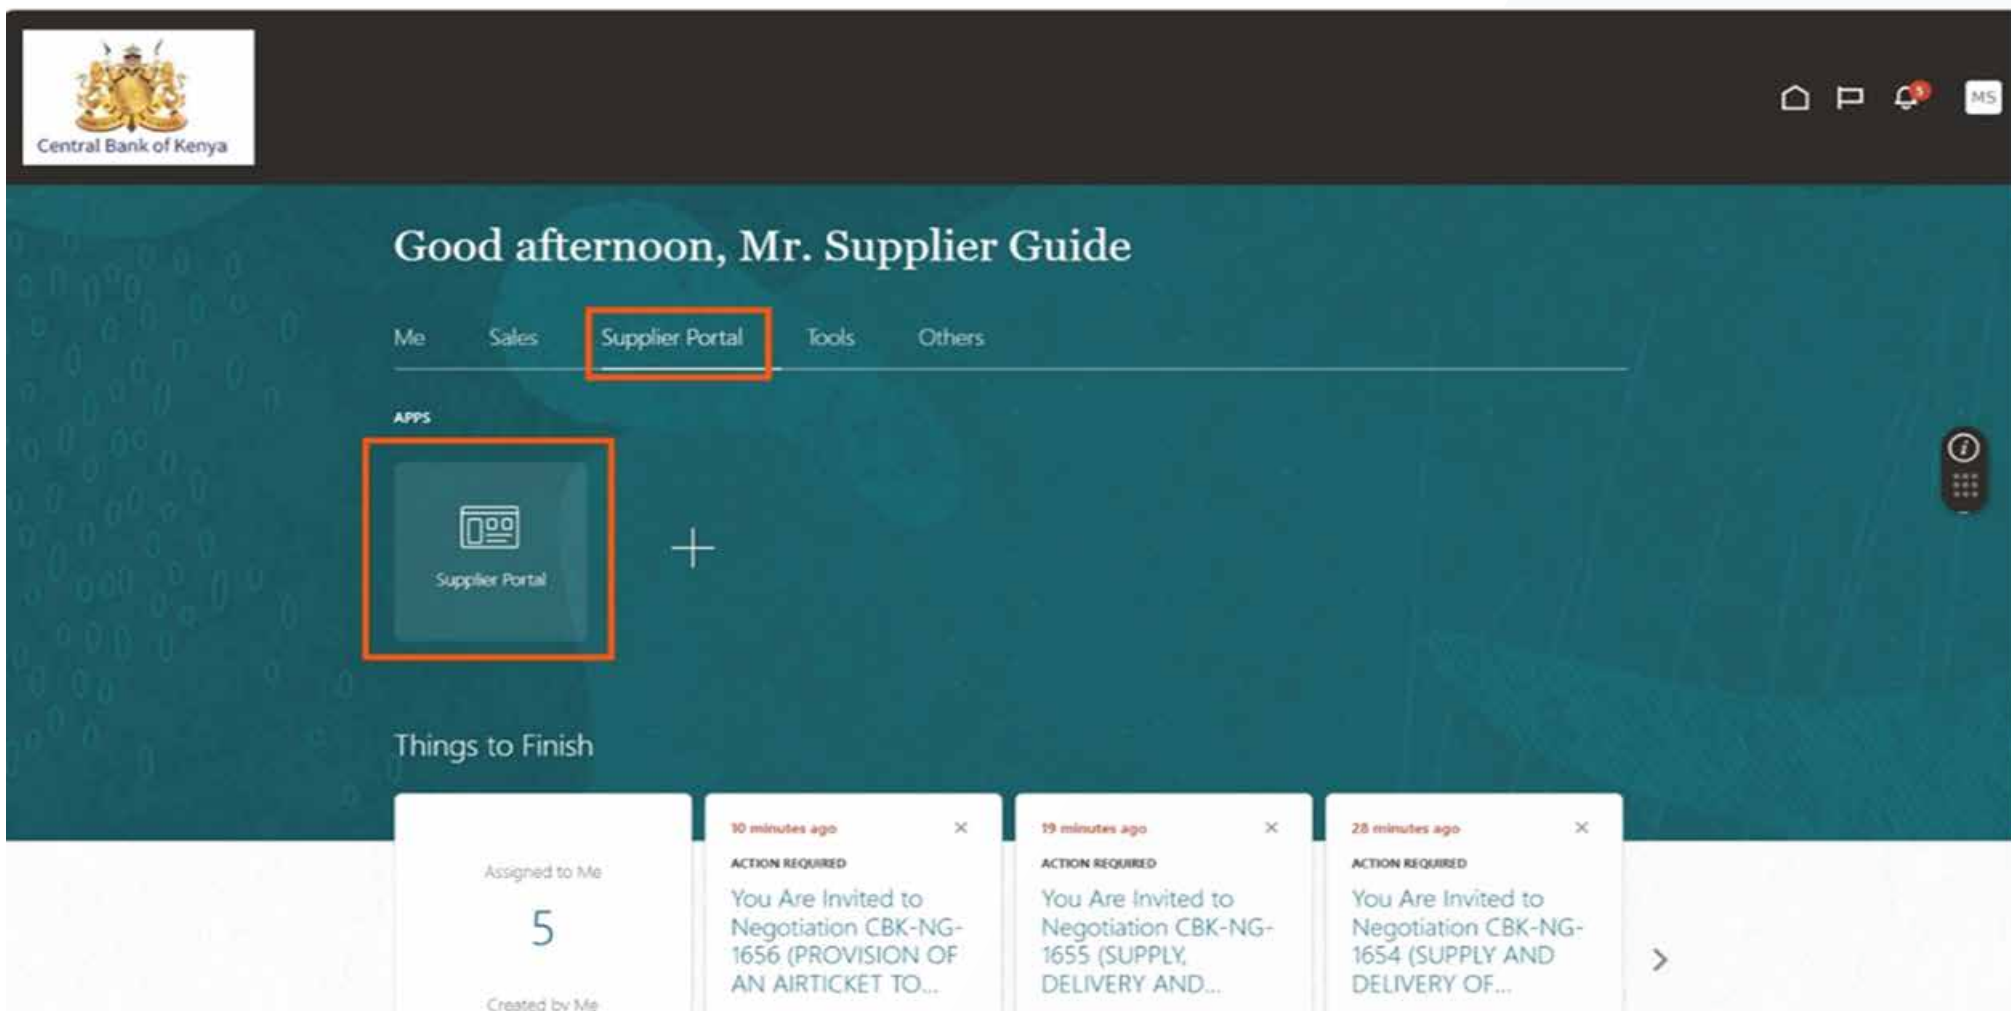 Central Bank of Kenya
5
MS
Good afternoon, Mr. Supplier Guide
Me
Sales
Supplier Portal
Tools
Others
APPS
Supplier Portal
Things to Finish
Assigned to Me
5
Created by Me
10 minutes ago
ACTION REQUIRED
You Are Invited to
Negotiation CBK-NG-
1656 (PROVISION OF
AN AIRTICKET TO...
19 minutes ago
ACTION REQUIRED
You Are Invited to
Negotiation CBK-NG-
1655 (SUPPLY,
DELIVERY AND...
28 minutes ago
ACTION REQUIRED
You Are Invited to
Negotiation CBK-NG-
1654 (SUPPLY AND
DELIVERY OF...